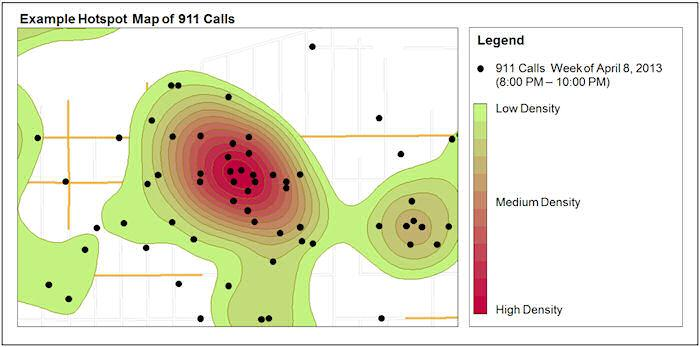 Example Hotspot Map of 911 Calls
Legend
911 Calls Week of April 8, 2013
(8:00 PM – 10:00 PM)
Low Density
Medium Density
High Density